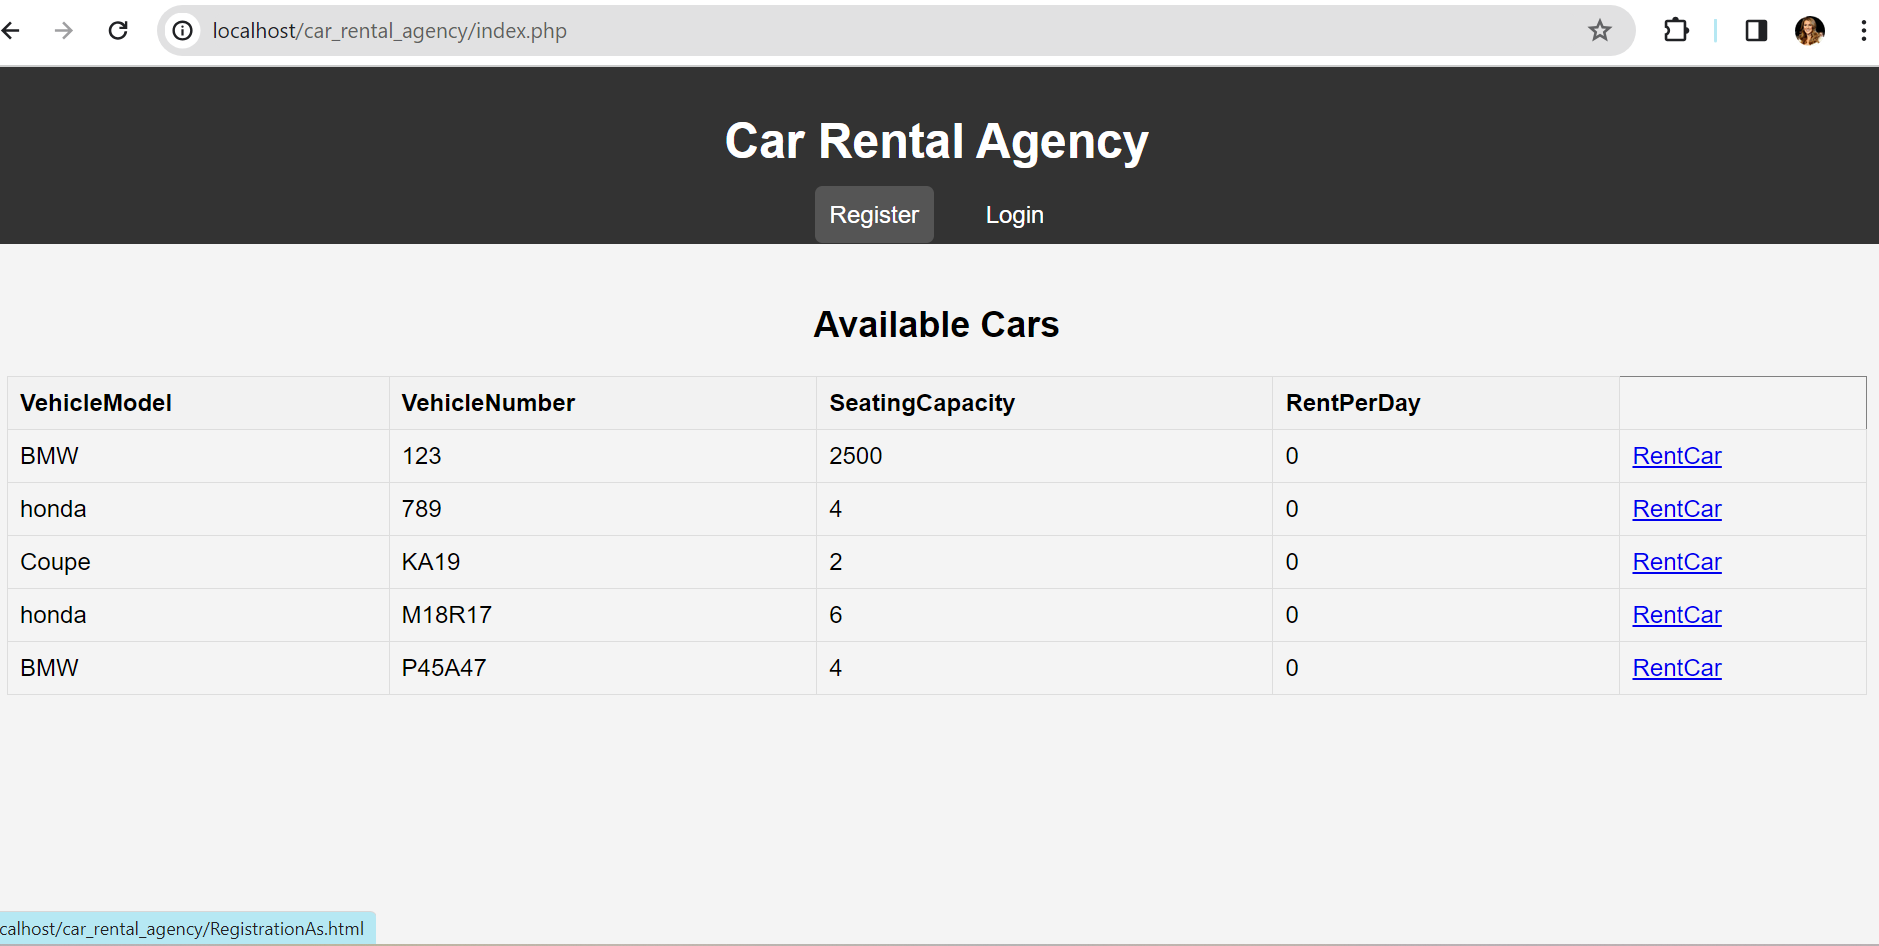 localhost/car_rental_agency/index.php
Car Rental Agency
Register Login
Available Cars
VehicleModel VehicleNumber SeatingCapacity RentPerDay
BMW 123 2500 0 RentCar
honda 789 4 0 RentCar
Coupe KA19 2 0 RentCar
honda M18R17 6 0 RentCar
BMW P45A47 4 0 RentCar
calhost/car_rental_agency/RegistrationAs.html